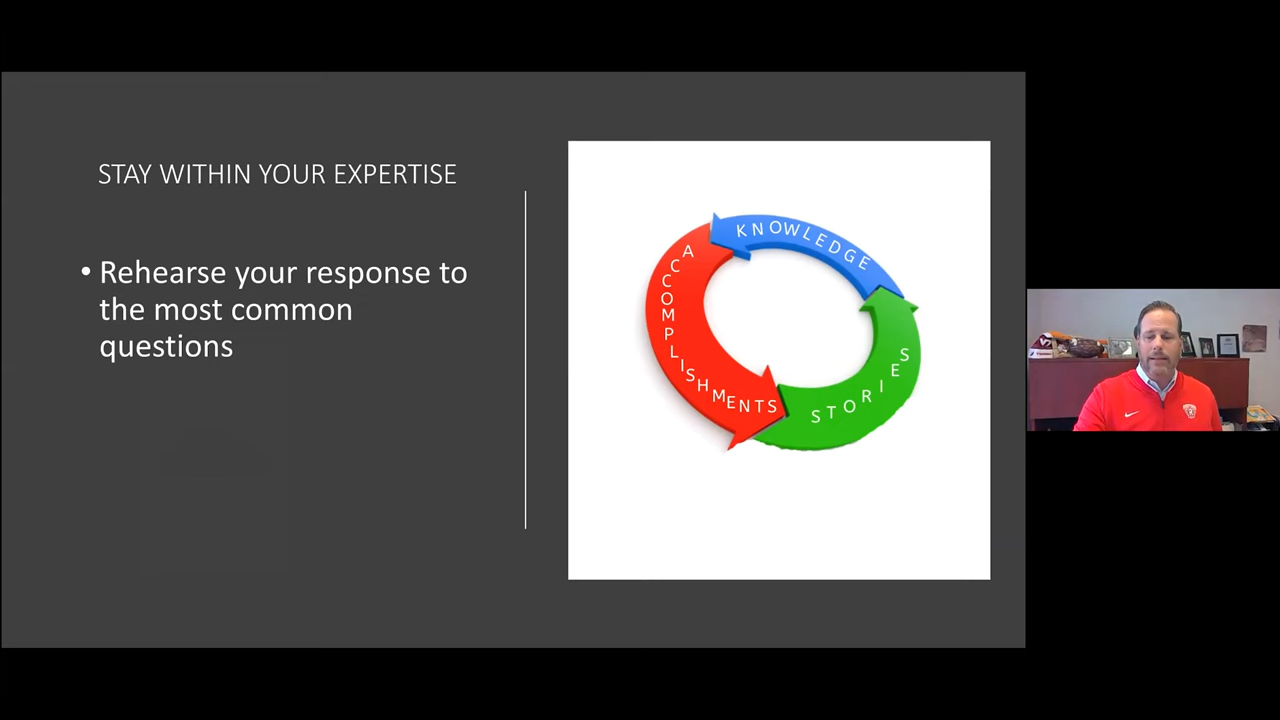 STAY WITHIN YOUR EXPERTISE
• Rehearse your response to
the most common
questions
KNOWLEDGE
ACCOMPLISHMENTS
STORIES